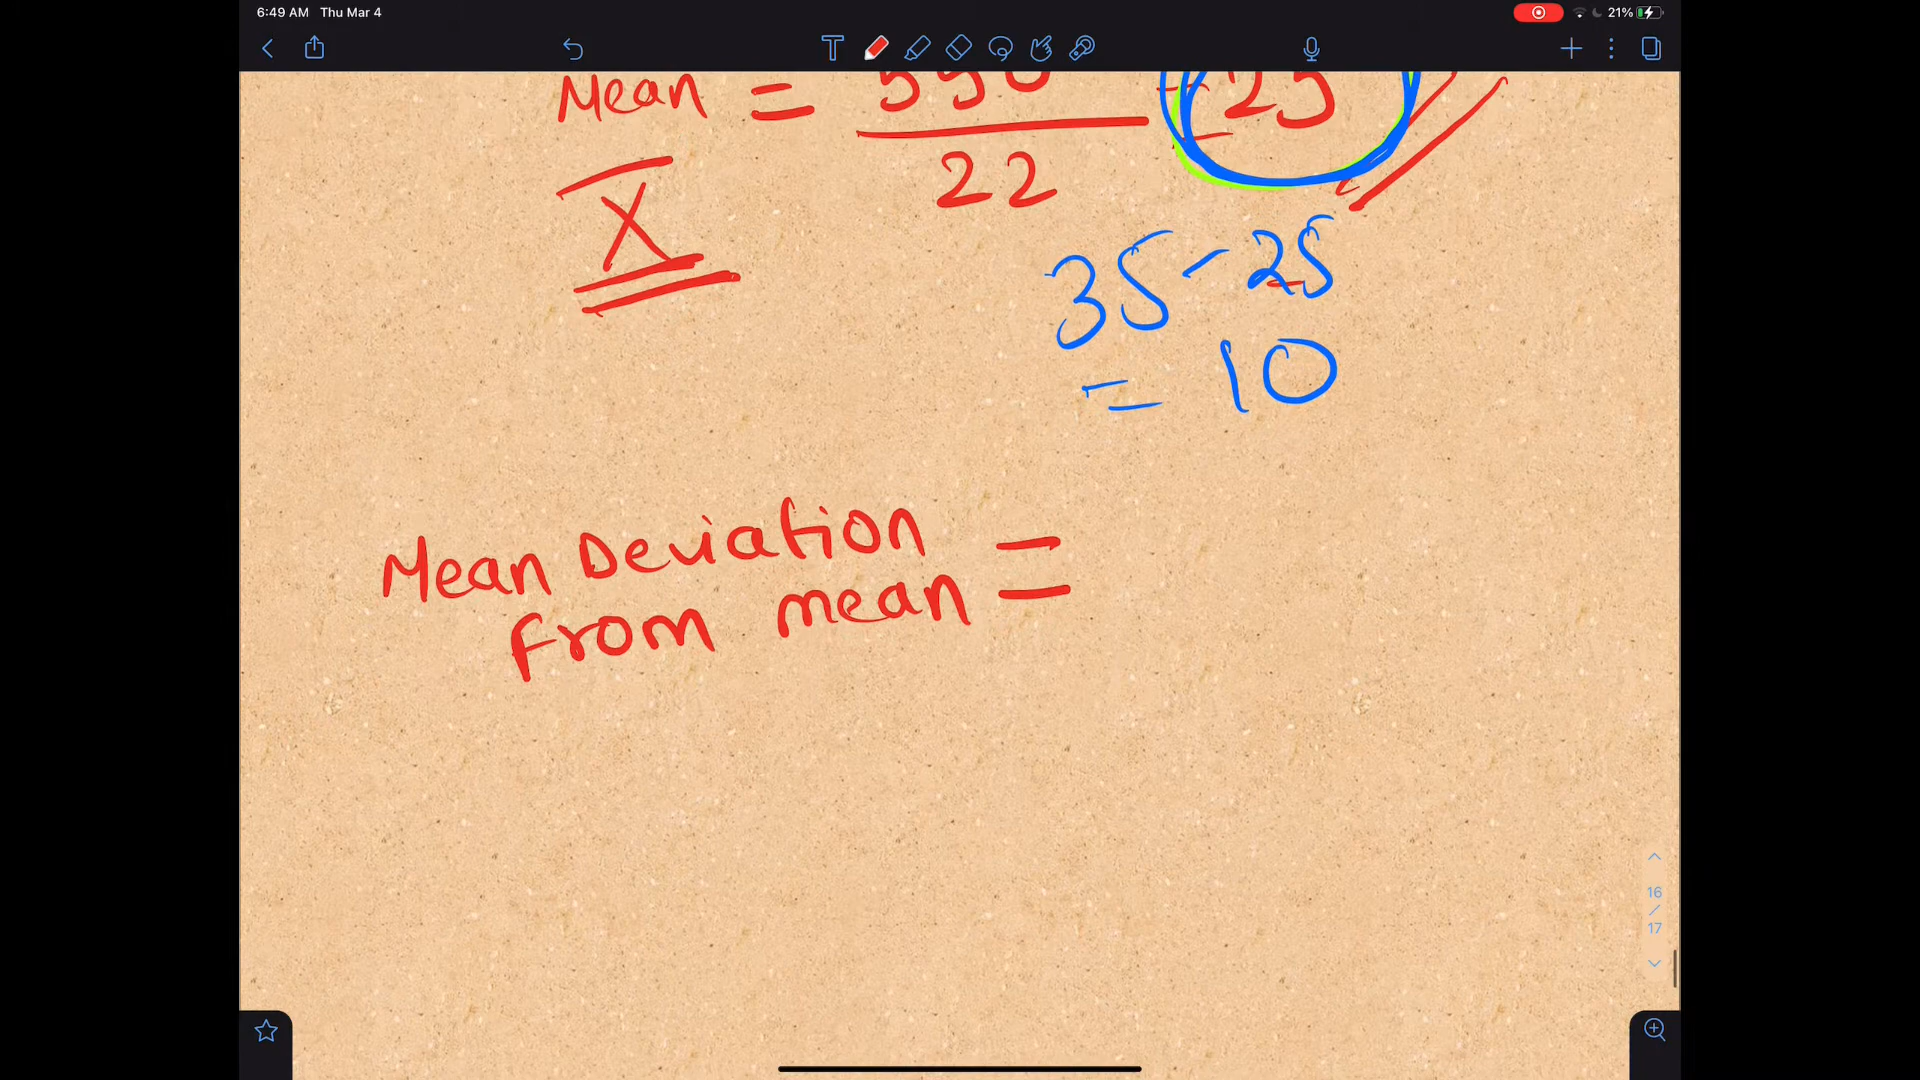 6:49 AM Thu Mar 4
21%
T
Mean = 550 = 25
22
X
35 - 25
= 10
Mean Deviation
from mean =
16
/
17